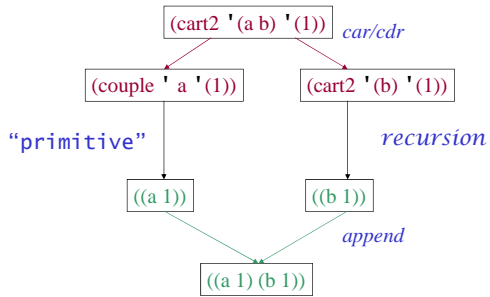 (cart2 '(a b) '(1))
car/cdr
(couple ' a '(1))
(cart2 '(b) '(1))
“primitive”
recursion
((a 1))
((b 1))
append
((a 1) (b 1))